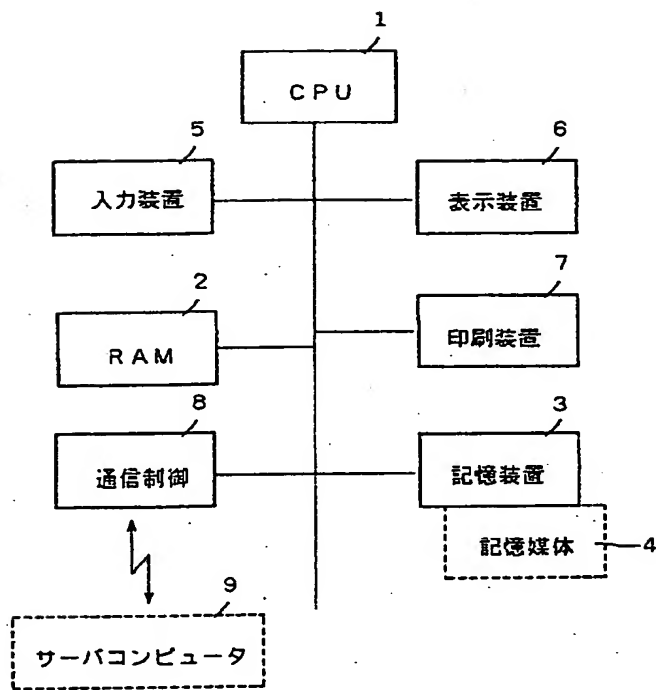 1
CPU
5
入力装置
6
表示装置
2
RAM
7
印刷装置
8
通信制御
3
記憶装置
記憶媒体
4
9
サーバコンピュータ